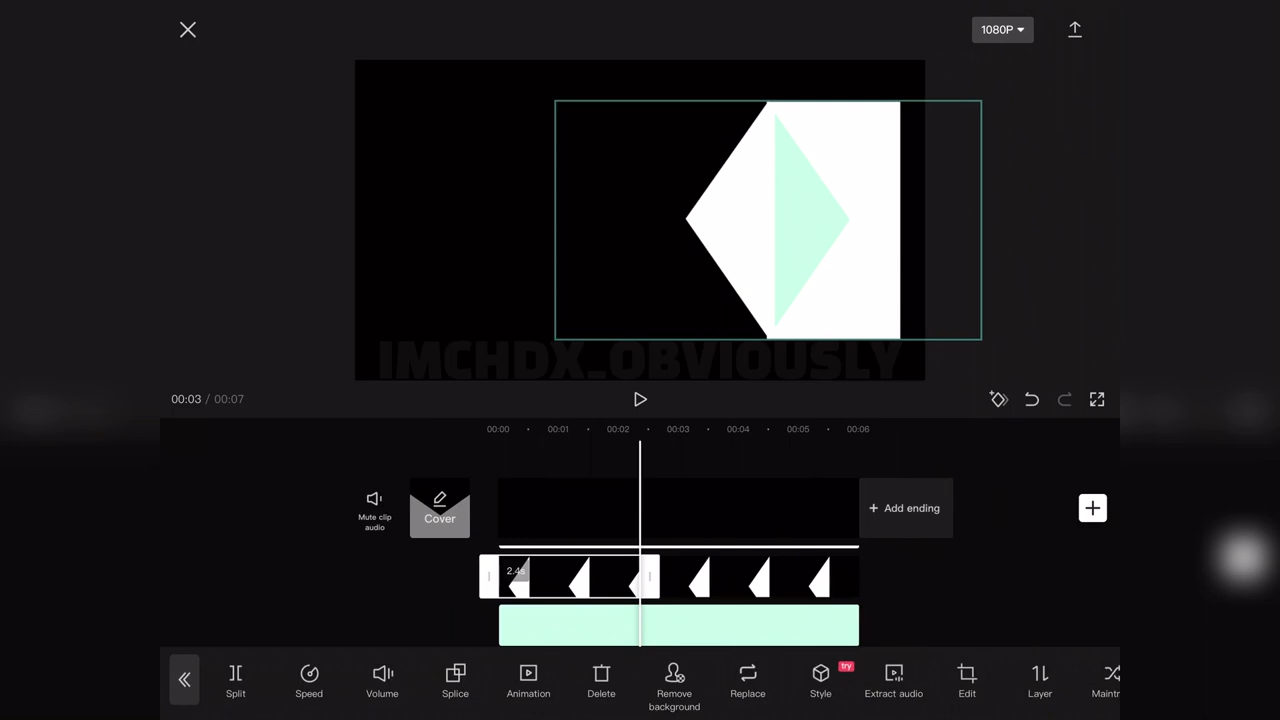 1080P
IMCHDX_OBVIOUSLY
00:03 / 00:07
00:00 00:01 00:02 00:03 00:04 00:05 00:06
Mute clip
audio
Cover
+ Add ending
2.4s
try
Split Speed Volume Splice Animation Delete Remove background Replace Style Extract audio Edit Layer Maintr